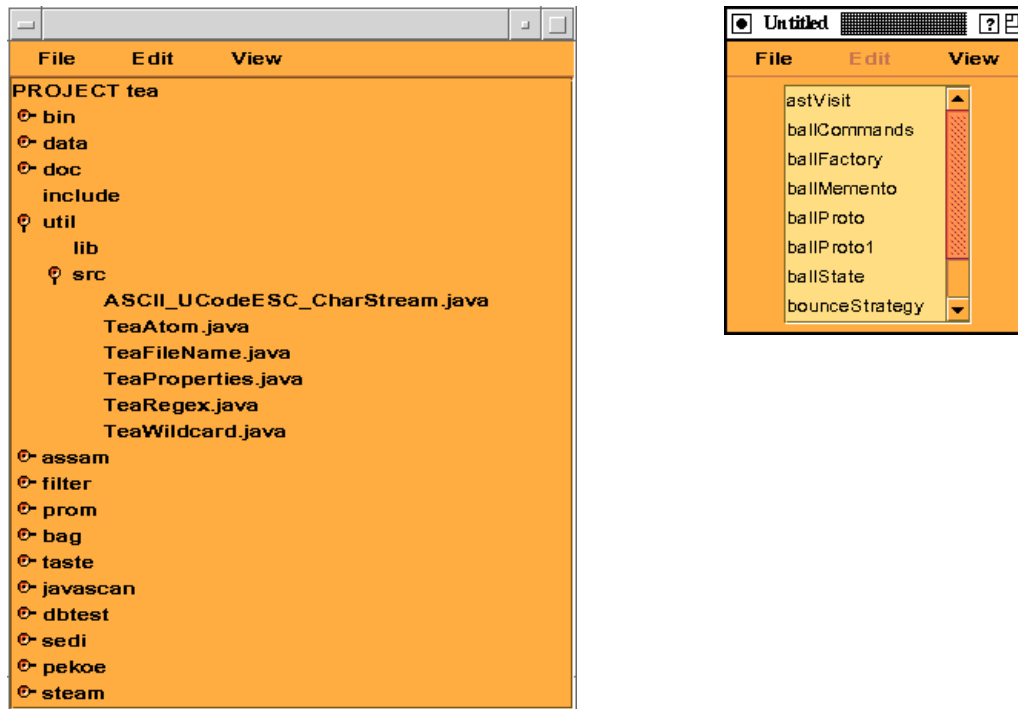 File Edit View
PROJECT tea
bin
data
doc
include
util
lib
src
ASCII_UCodeESC_CharStream.java
TeaAtom.java
TeaFileName.java
TeaProperties.java
TeaRegex.java
TeaWildcard.java
assam
filter
prom
bag
taste
javascan
dbtest
sedi
pekoe
steam
Untitled ?
File Edit View
astVisit
ballCommands
ballFactory
ballMemento
ballProto
ballProto1
ballState
bounceStrategy